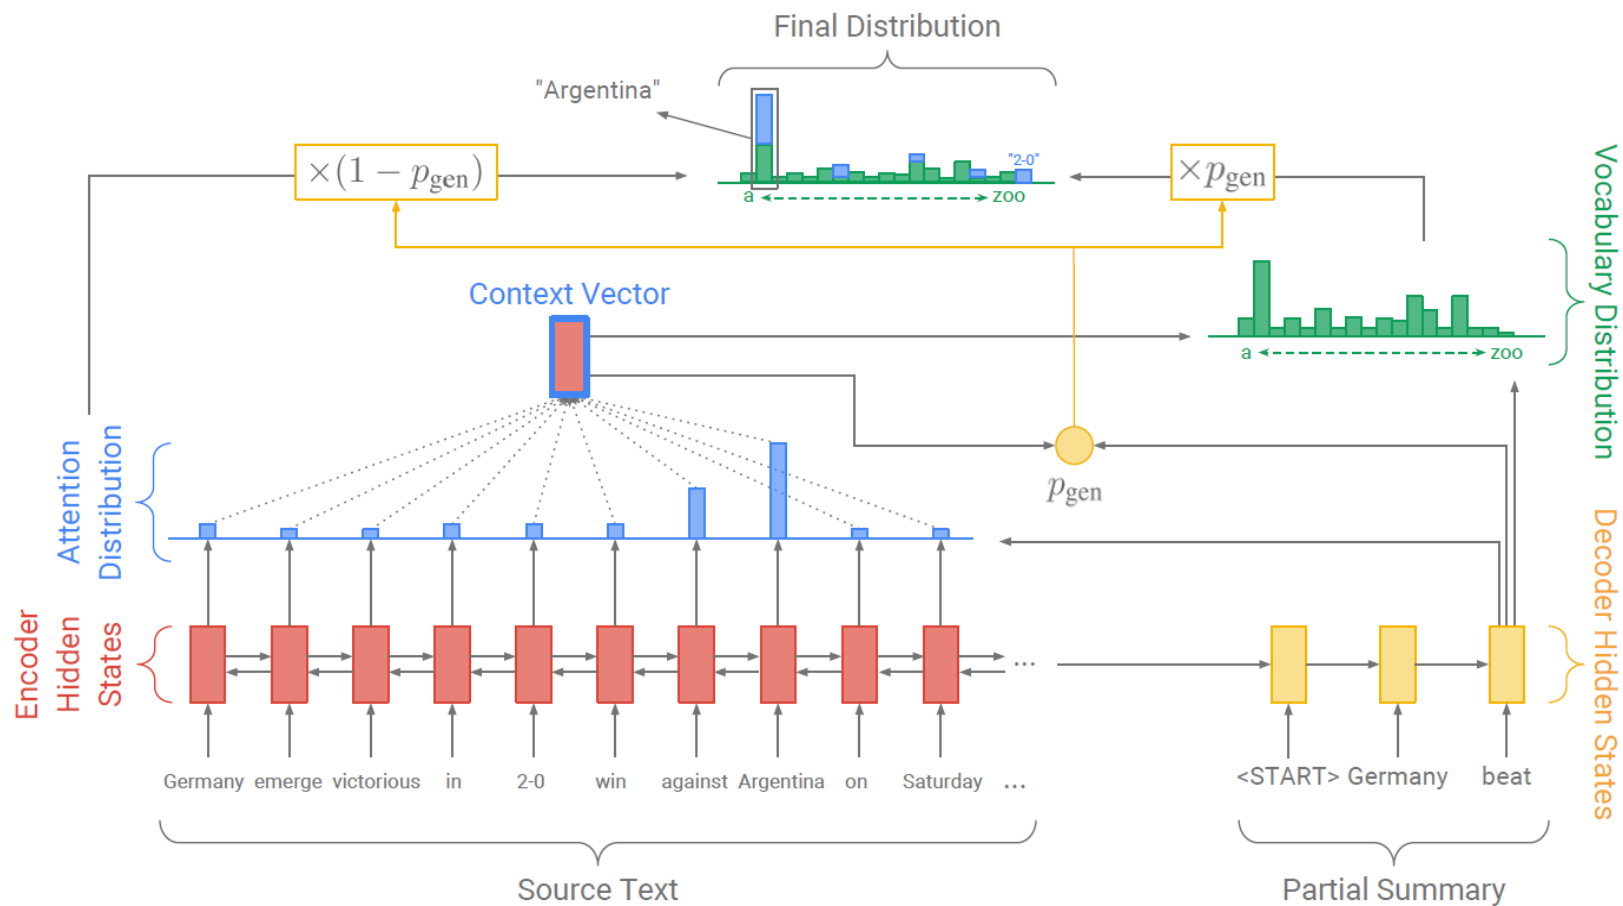 Final Distribution
"Argentina"
×(1 − pgen)
"2-0"
a
zoo
×pgen
Vocabulary Distribution
Context Vector
a
zoo
Attention
Distribution
pgen
Encoder
Hidden
States
...
Decoder Hidden States
Germany emerge victorious in 2-0 win against Argentina on Saturday ...
<START> Germany beat
Source Text
Partial Summary